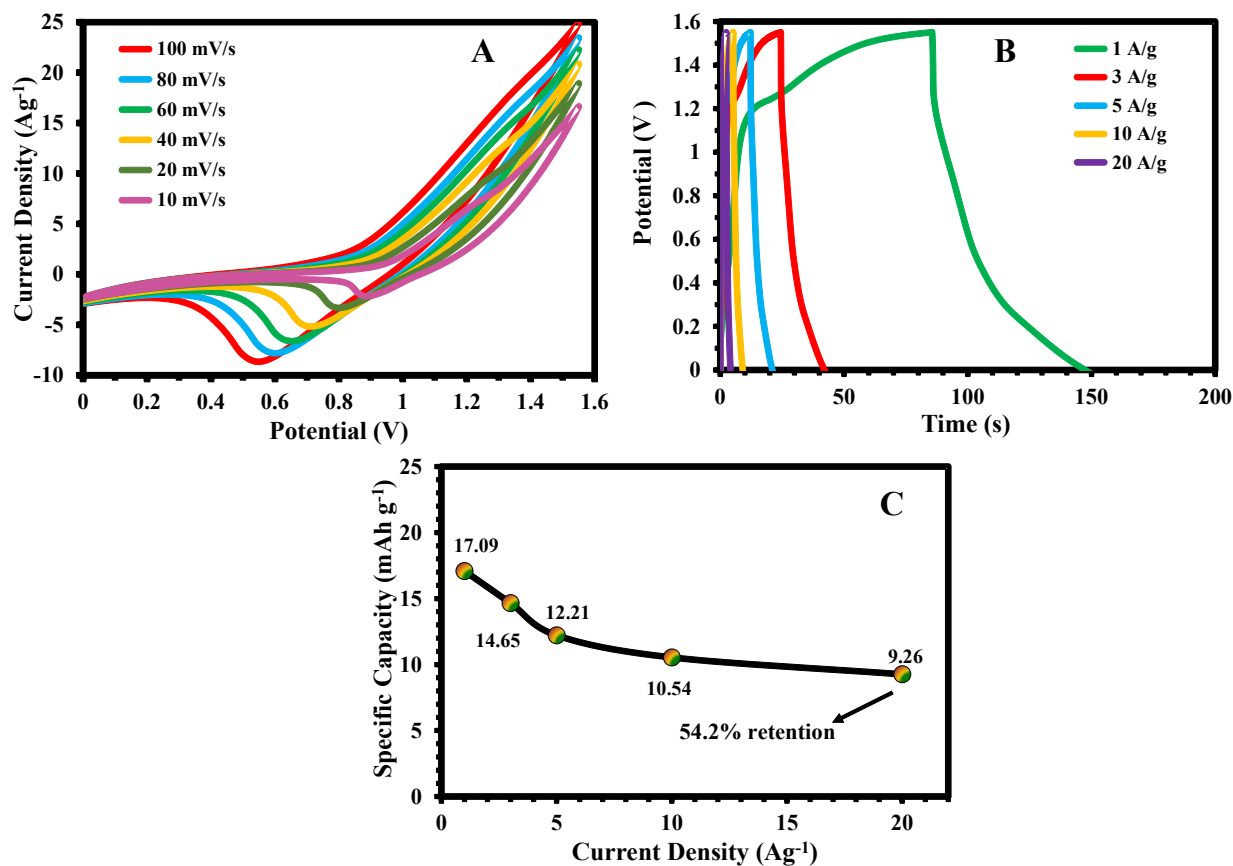 A
Current Density (Ag⁻¹)
25
20
15
10
5
0
-5
-10
100 mV/s
80 mV/s
60 mV/s
40 mV/s
20 mV/s
10 mV/s
0 0.2 0.4 0.6 0.8 1 1.2 1.4 1.6
Potential (V)
B
Potential (V )
1.6
1.4
1.2
1
1.6
0.8
0.6
0.4
0.2
0
1 A/g
3 A/g
5 A/g
10 A/g
20 A/g
0 50 100 150 200
Time (s)
C
Specific Capacity (mAh g⁻¹)
25
20
15
10
5
0
17.09
14.65
12.21
10.54
9.26
54.2% retention
0 5 10 15 20
Current Density (Ag⁻¹)